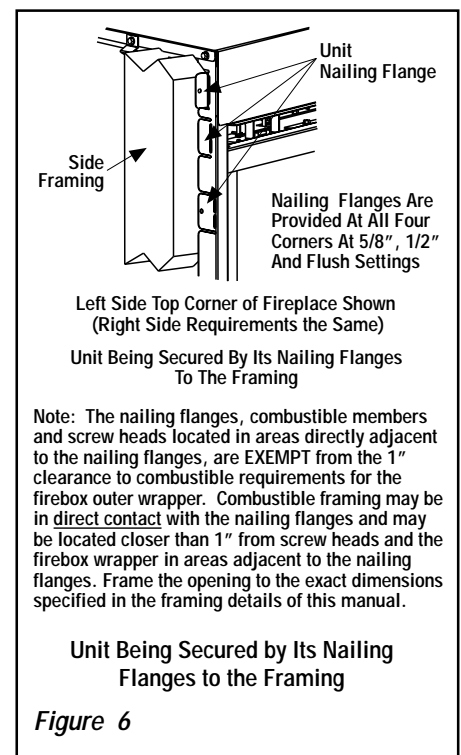 Unit
Nailing Flange
Side
Framing
Nailing Flanges Are
Provided At All Four
Corners At 5/8", 1/2"
And Flush Settings
Left Side Top Corner of Fireplace Shown
(Right Side Requirements the Same)
Unit Being Secured By Its Nailing Flanges
To The Framing
Note: The nailing flanges, combustible members
and screw heads located in areas directly adjacent
to the nailing flanges, are EXEMPT from the 1"
clearance to combustible requirements for the
firebox outer wrapper. Combustible framing may be
in direct contact with the nailing flanges and may
be located closer than 1" from screw heads and the
firebox wrapper in areas adjacent to the nailing
flanges. Frame the opening to the exact dimensions
specified in the framing details of this manual.
Unit Being Secured by Its Nailing
Flanges to the Framing
Figure 6